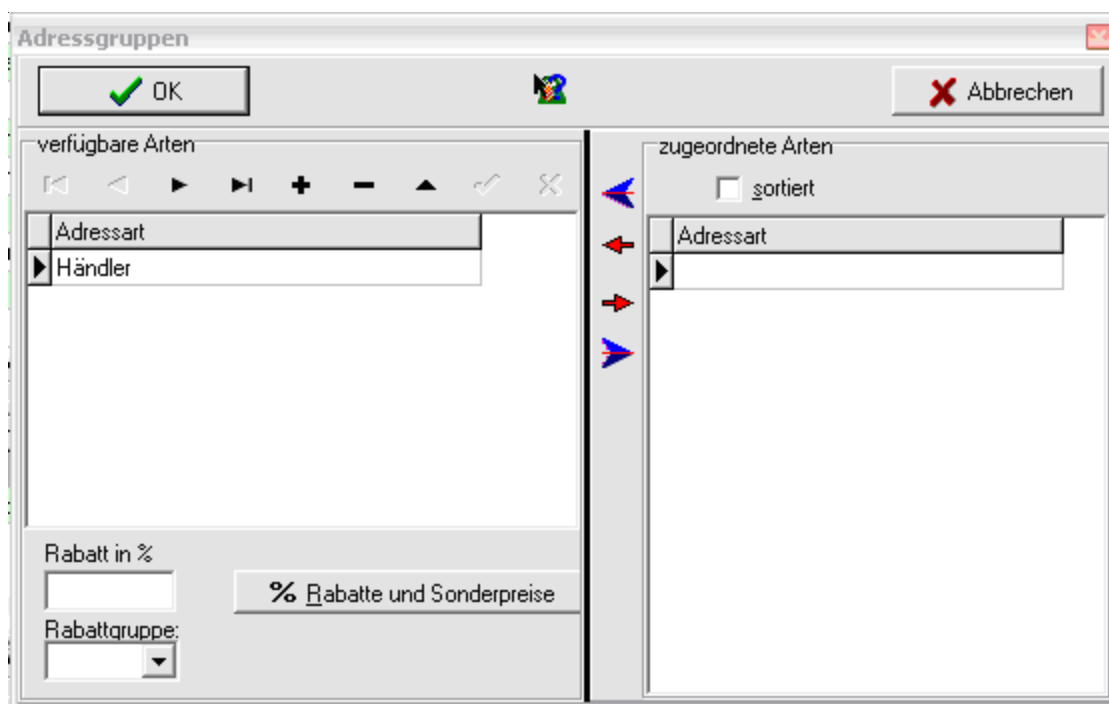 Adressgruppen
OK
Abbrechen
verfügbare Arten
Adressart
Händler
Rabatt in %
% Rabatte und Sonderpreise
Rabattgruppe:
zugeordnete Arten
sortiert
Adressart